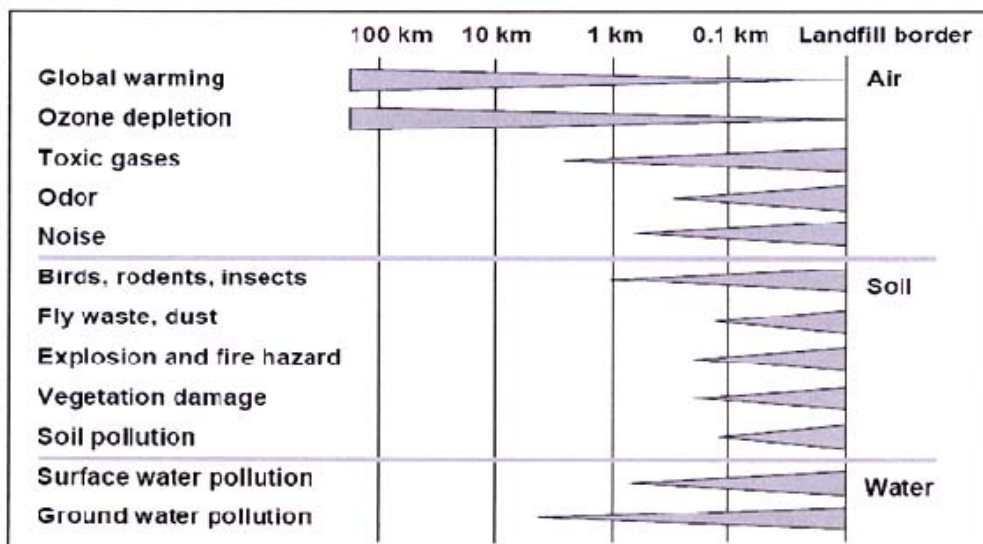 100 km 10 km 1 km 0.1 km Landfill border
Global warming Air
Ozone depletion
Toxic gases
Odor
Noise
Birds, rodents, insects Soil
Fly waste, dust
Explosion and fire hazard
Vegetation damage
Soil pollution
Surface water pollution Water
Ground water pollution